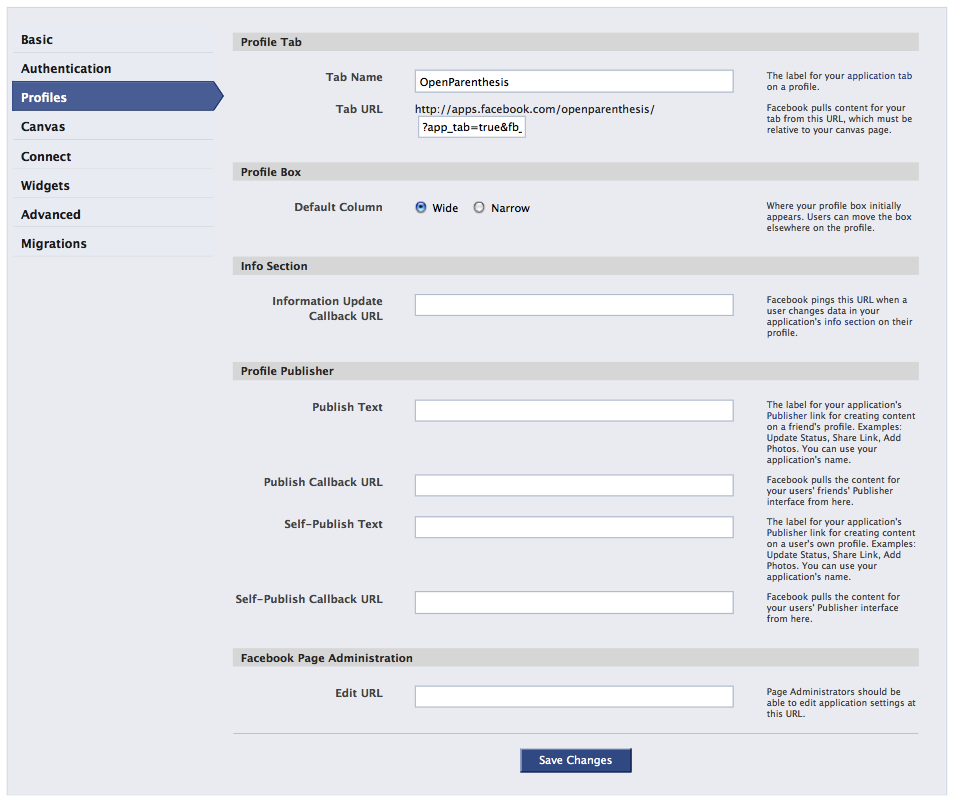 Basic
Authentication
Profiles
Canvas
Connect
Widgets
Advanced
Migrations
Profile Tab
Tab Name
OpenParenthesis
The label for your application tab
on a profile.
Tab URL
http://apps.facebook.com/openparenthesis/
?app_tab=true&fb_
Facebook pulls content for your
tab from this URL, which must be
relative to your canvas page.
Profile Box
Default Column
Wide
Narrow
Where your profile box initially
appears. Users can move the box
elsewhere on the profile.
Info Section
Information Update
Callback URL
Facebook pings this URL when a
user changes data in your
application's info section on their
profile.
Profile Publisher
Publish Text
The label for your application's
Publisher link for creating content
on a friend's profile. Examples:
Update Status, Share Link, Add
Photos. You can use your
application's name.
Publish Callback URL
Facebook pulls the content for
your users' friends' Publisher
interface from here.
Self-Publish Text
The label for your application's
Publisher link for creating content
on a user's own profile. Examples:
Update Status, Share Link, Add
Photos. You can use your
application's name.
Self-Publish Callback URL
Facebook pulls the content for
your users' Publisher interface
from here.
Facebook Page Administration
Edit URL
Page Administrators should be
able to edit application settings at
this URL.
Save Changes